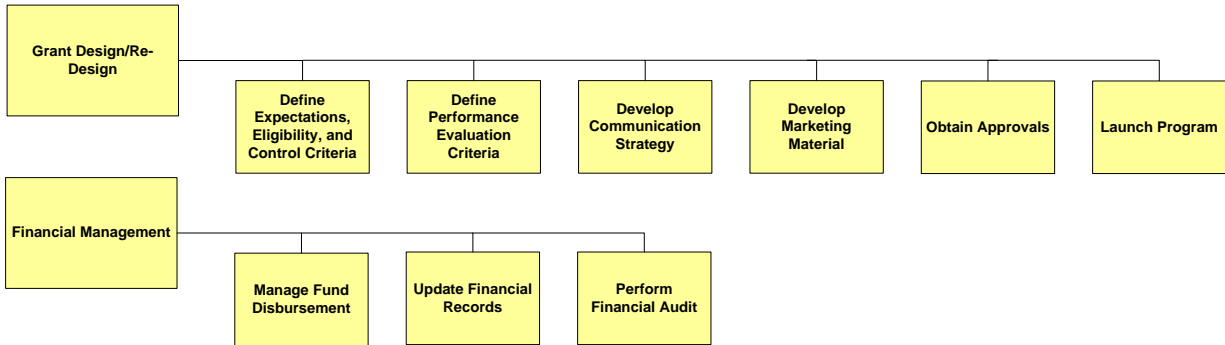 Grant Design/Re-
Design
Define
Expectations,
Eligibility, and
Control Criteria
Define
Performance
Evaluation
Criteria
Develop
Communication
Strategy
Develop
Marketing
Material
Obtain Approvals
Launch Program
Financial Management
Manage Fund
Disbursement
Update Financial
Records
Perform
Financial Audit